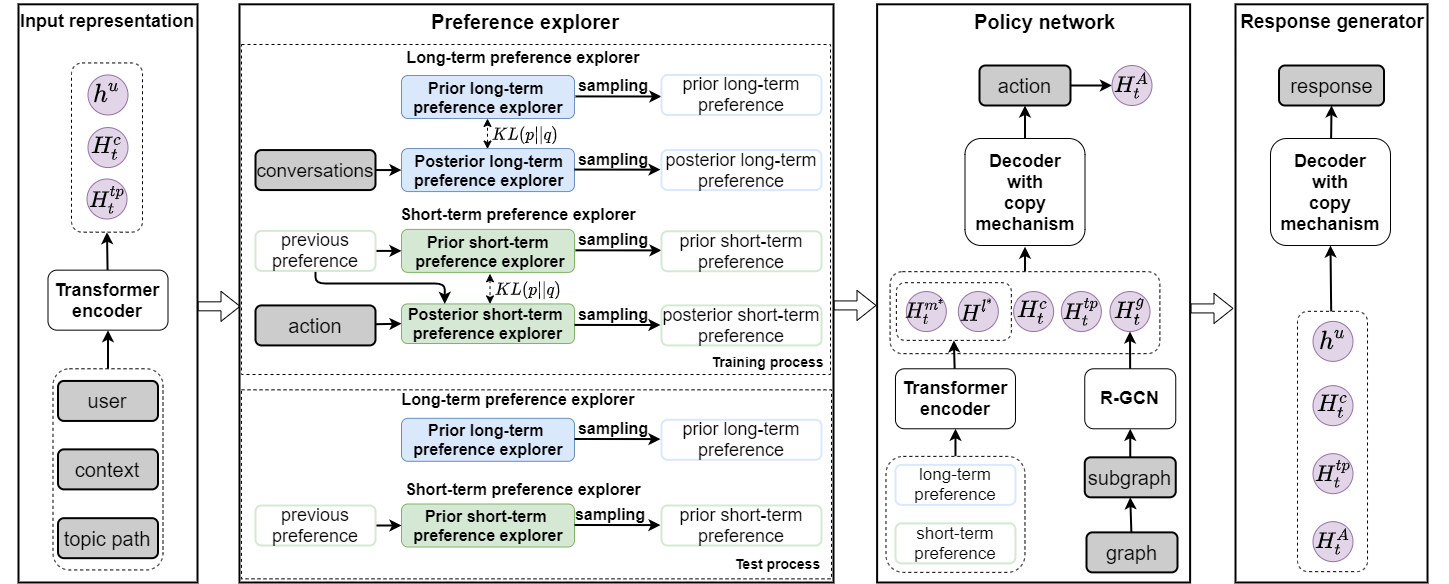 Input representation
h^u
H_t^c
H_t^{tp}
Transformer
encoder
user
context
topic path
Preference explorer
Long-term preference explorer
Prior long-term
preference explorer
sampling
prior long-term
preference
KL(p||q)
conversations
Posterior long-term
preference explorer
sampling
posterior long-term
preference
Short-term preference explorer
previous
preference
Prior short-term
preference explorer
sampling
prior short-term
preference
KL(p||q)
action
Posterior short-term
preference explorer
sampling
posterior short-term
preference
Training process
Long-term preference explorer
Prior long-term
preference explorer
sampling
prior long-term
preference
Short-term preference explorer
previous
preference
Prior short-term
preference explorer
sampling
prior short-term
preference
Test process
Policy network
action
H_t^A
Decoder
with
copy
mechanism
H_t^{m*}
H^{l*}
H_t^c
H_t^{tp}
H_t^g
Transformer
encoder
R-GCN
long-term
preference
short-term
preference
subgraph
graph
Response generator
response
Decoder
with
copy
mechanism
h^u
H_t^c
H_t^{tp}
H_t^A